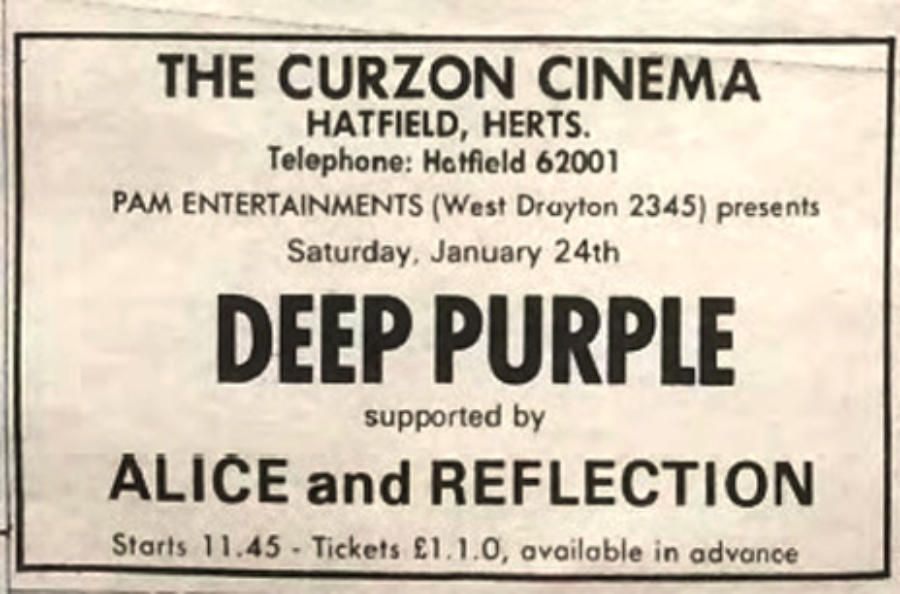 THE CURZON CINEMA
HATFIELD, HERTS.
Telephone: Hatfield 62001
PAM ENTERTAINMENTS (West Drayton 2345) presents
Saturday, January 24th
DEEP PURPLE
supported by
ALICE and REFLECTION
Starts 11.45 - Tickets £1.1.0, available in advance